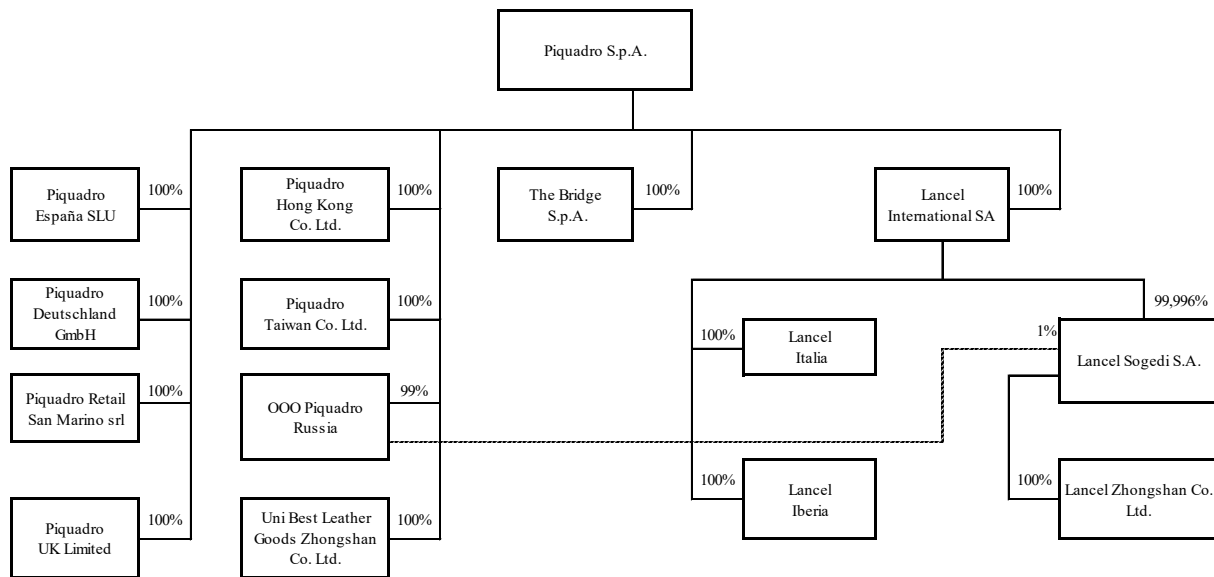 Piquadro S.p.A.
Piquadro
España SLU
100%
Piquadro
Hong Kong
Co. Ltd.
100%
The Bridge
S.p.A.
100%
Lancel
International SA
100%
Piquadro
Deutschland
GmbH
100%
Piquadro
Taiwan Co. Ltd.
100%
100%
Lancel
Italia
99,996%
1%
Lancel Sogedi S.A.
Piquadro Retail
San Marino srl
100%
OOO Piquadro
Russia
99%
Piquadro
UK Limited
100%
Uni Best Leather
Goods Zhongshan
Co. Ltd.
100%
100%
Lancel
Iberia
100%
Lancel Zhongshan Co.
Ltd.